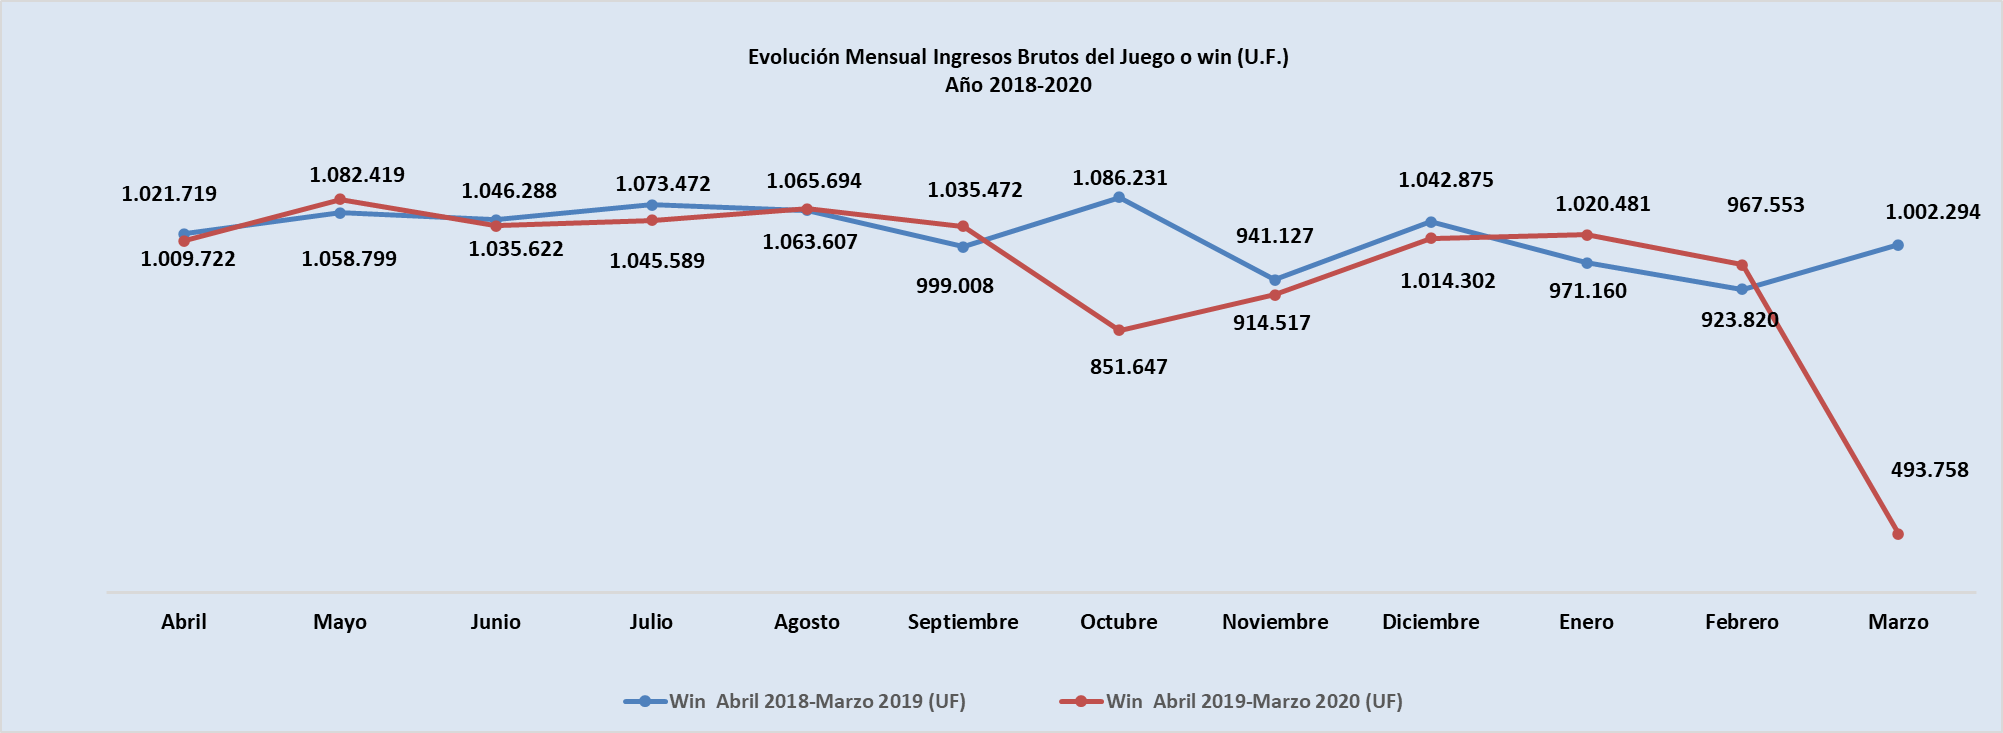 Evolución Mensual Ingresos Brutos del Juego o win (U.F.)
Año 2018-2020
1.021.719
1.082.419
1.046.288
1.073.472
1.065.694
1.035.472
1.086.231
941.127
1.042.875
1.020.481
967.553
1.002.294
1.009.722
1.058.799
1.035.622
1.045.589
1.063.607
999.008
851.647
914.517
1.014.302
971.160
923.820
493.758
Abril
Mayo
Junio
Julio
Agosto
Septiembre
Octubre
Noviembre
Diciembre
Enero
Febrero
Marzo
Win  Abril 2018-Marzo 2019 (UF)
Win  Abril 2019-Marzo 2020 (UF)